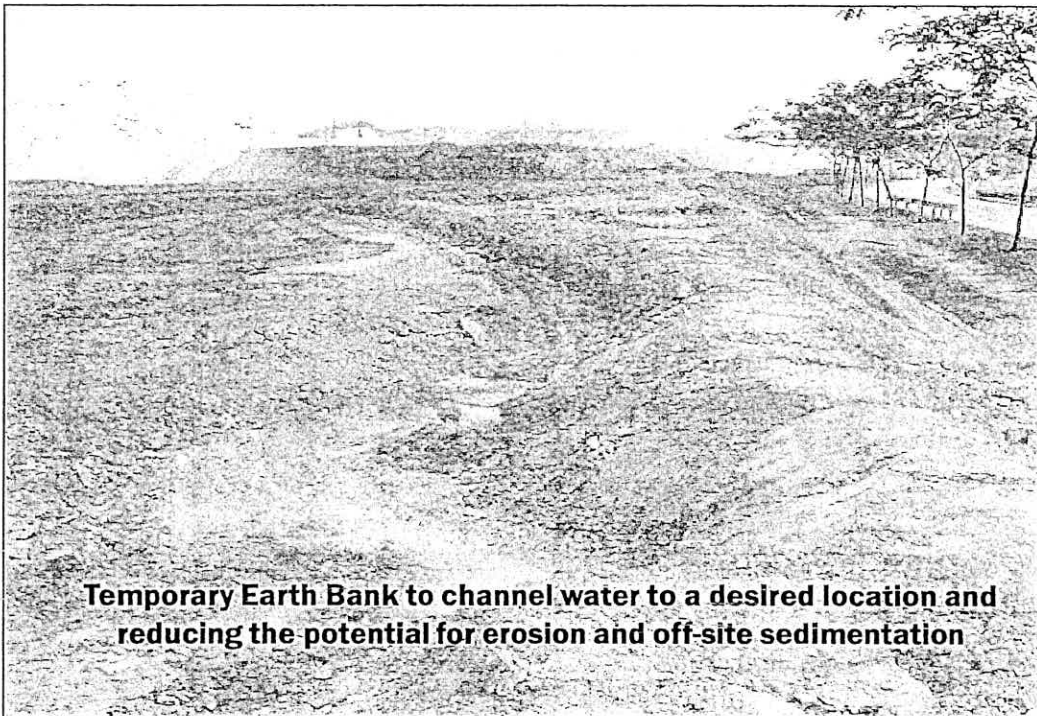 Temporary Earth Bank to channel water to a desired location and
reducing the potential for erosion and off-site sedimentation